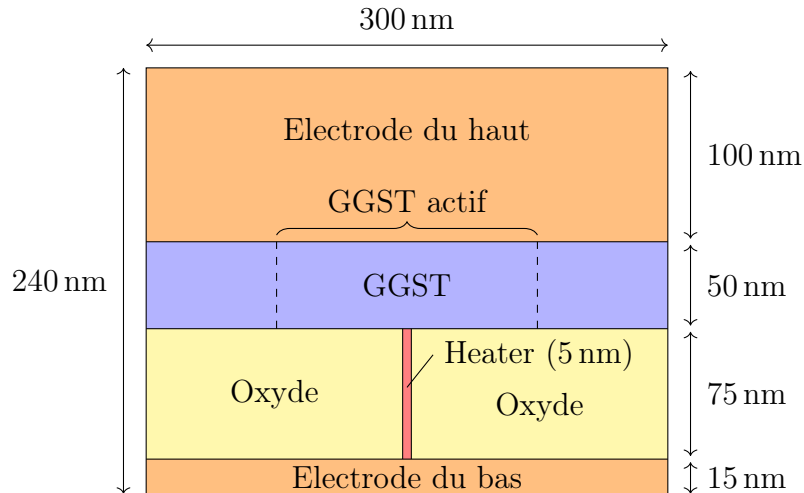 300 nm
Electrode du haut
100 nm
GGST actif
240 nm
GGST
50 nm
Heater (5 nm)
Oxyde
Oxyde
75 nm
Electrode du bas
15 nm